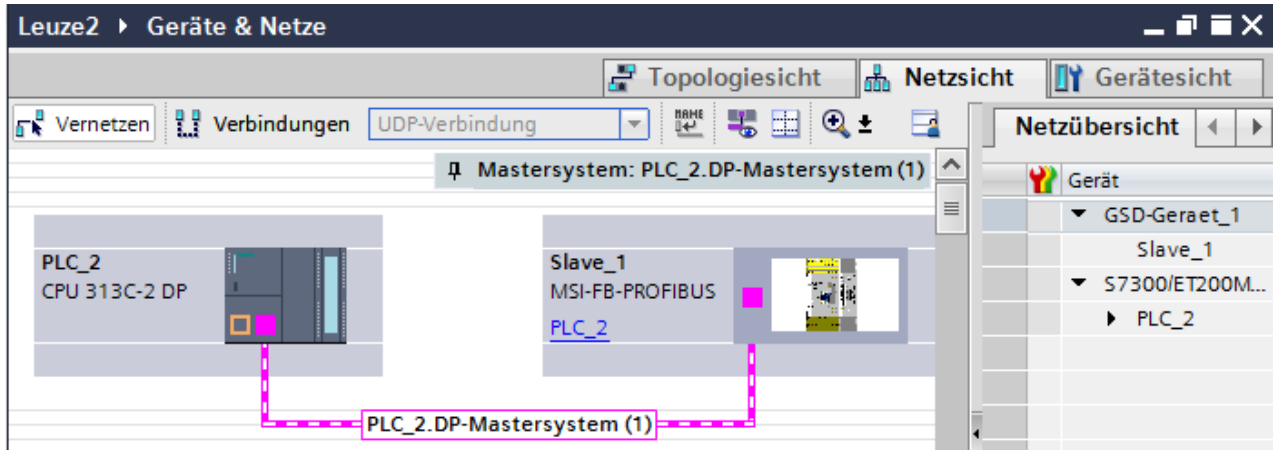 Leuze2 ▸ Geräte & Netze
Topologiesicht Netzsicht Gerätesicht
Vernetzen Verbindungen UDP-Verbindung NAME Netzübersicht
Mastersystem: PLC_2.DP-Mastersystem (1)
Gerät
GSD-Geraet_1
Slave_1
S7300/ET200M...
PLC_2
PLC_2
CPU 313C-2 DP
Slave_1
MSI-FB-PROFIBUS
PLC_2
PLC_2.DP-Mastersystem (1)